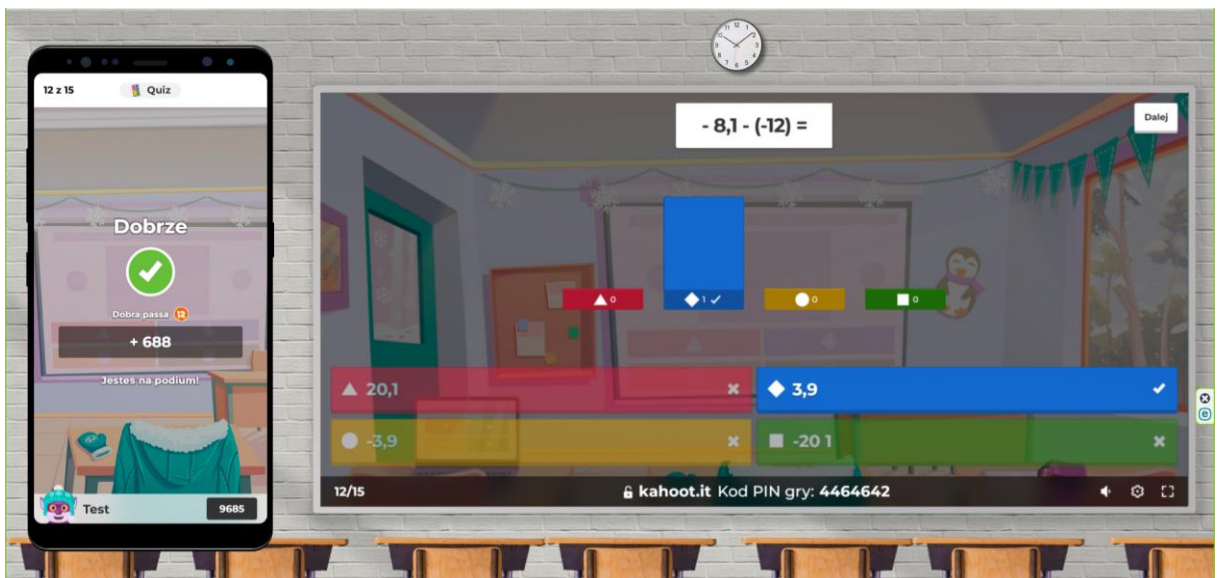 12 z 15
Quiz
Dobrze
Dobra passa 12
+ 688
Jesteś na podium!
Test
9685
- 8,1 - (-12) =
Dalej
0
1
0
0
20,1
3,9
-3,9
-20 1
12/15
kahoot.it Kod PIN gry: 4464642